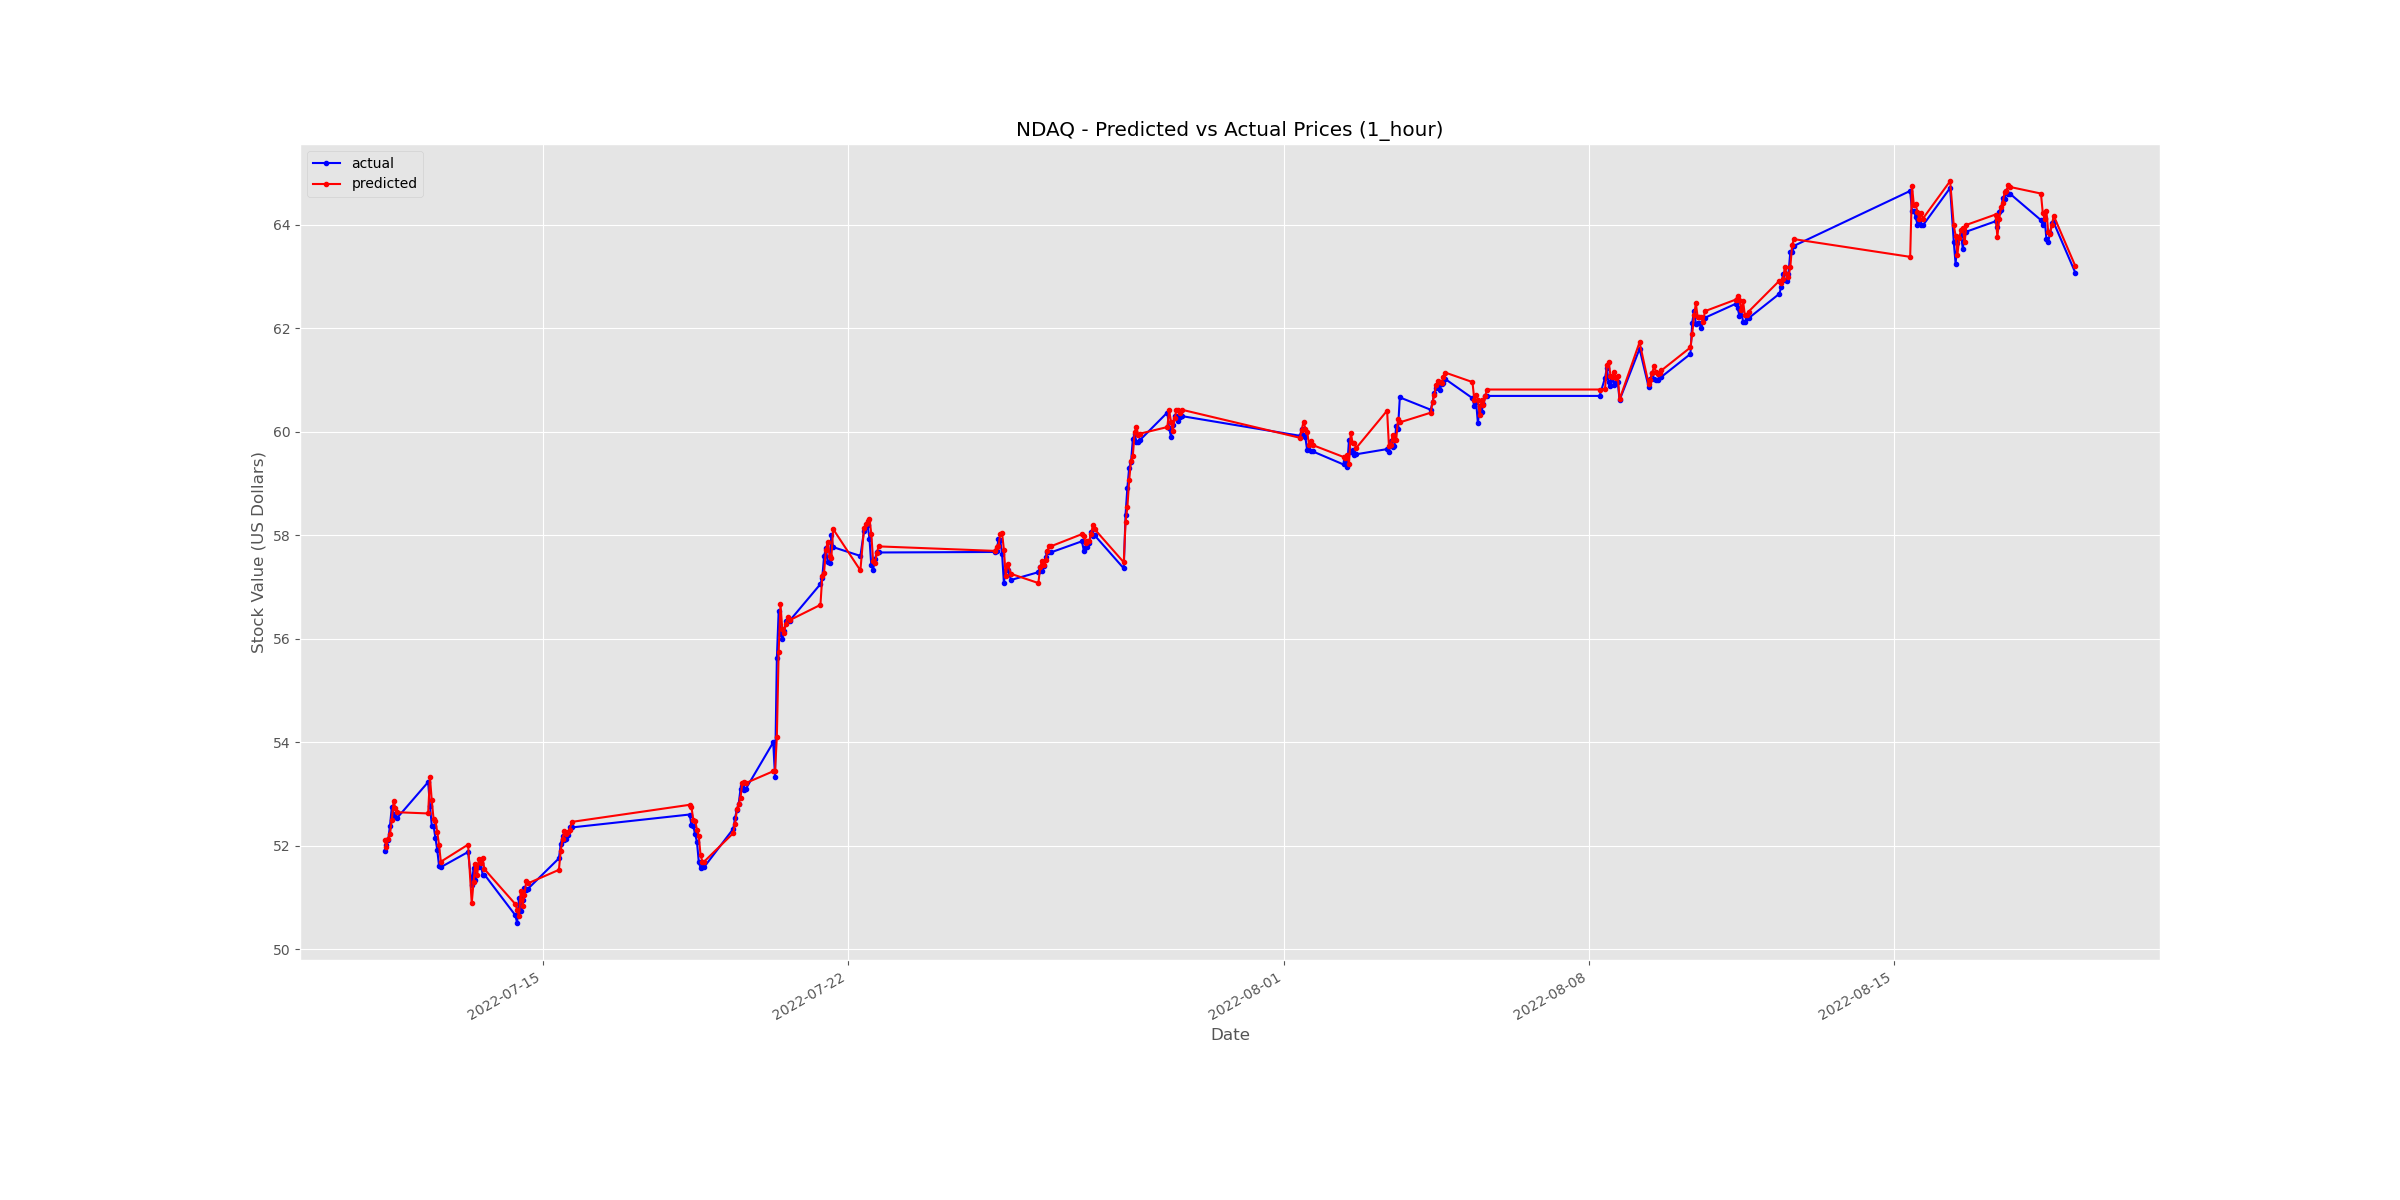 NDAQ - Predicted vs Actual Prices (1_hour)
actual
predicted
Stock Value (US Dollars)
64
62
60
58
56
54
52
50
2022-07-15
2022-07-22
2022-08-01
2022-08-08
2022-08-15
Date